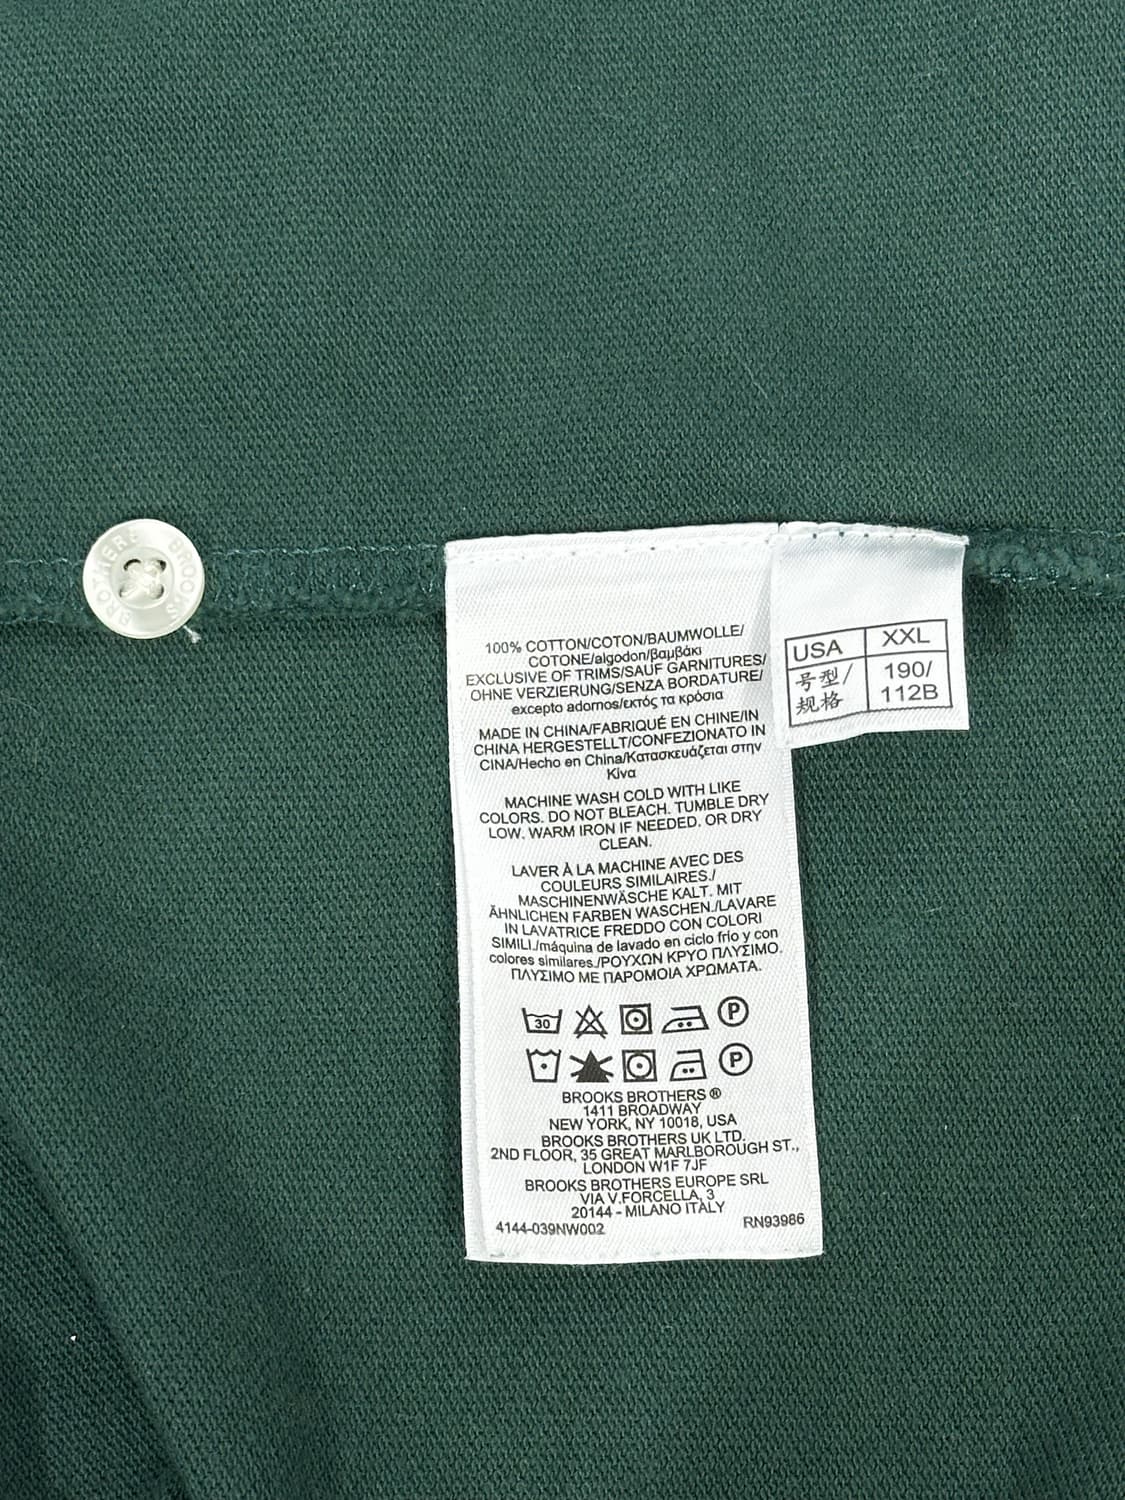 BROOKS BROTHERS
100% COTTON/COTON/BAUMWOLLE/
COTONE/algodon/βαμβάκι
EXCLUSIVE OF TRIMS/SAUF GARNITURES/
OHNE VERZIERUNG/SENZA BORDATURE/
excepto adornos/εκτός τα κρόσια
MADE IN CHINA/FABRIQUÉ EN CHINE/IN
CHINA HERGESTELLT/CONFEZIONATO IN
CINA/Hecho en China/Κατασκευάζεται στην
Κίνα
MACHINE WASH COLD WITH LIKE
COLORS. DO NOT BLEACH. TUMBLE DRY
LOW. WARM IRON IF NEEDED. OR DRY
CLEAN.
LAVER À LA MACHINE AVEC DES
COULEURS SIMILAIRES./
MASCHINENWÄSCHE KALT. MIT
ÄHNLICHEN FARBEN WASCHEN./LAVARE
IN LAVATRICE FREDDO CON COLORI
SIMILI./máquina de lavado en ciclo frio y con
colores similares./ΡΟΥΧΩΝ ΚΡΥΟ ΠΛΥΣΙΜΟ.
ΠΛΥΣΙΜΟ ΜΕ ΠΑΡΟΜΟΙΑ ΧΡΩΜΑΤΑ.
30 P
P
BROOKS BROTHERS ®
1411 BROADWAY
NEW YORK, NY 10018, USA
BROOKS BROTHERS UK LTD,
2ND FLOOR, 35 GREAT MARLBOROUGH ST.,
LONDON W1F 7JF
BROOKS BROTHERS EUROPE SRL
VIA V.FORCELLA, 3
20144 - MILANO ITALY
4144-039NW002 RN93986
USA XXL
号型/ 190/
规格 112B